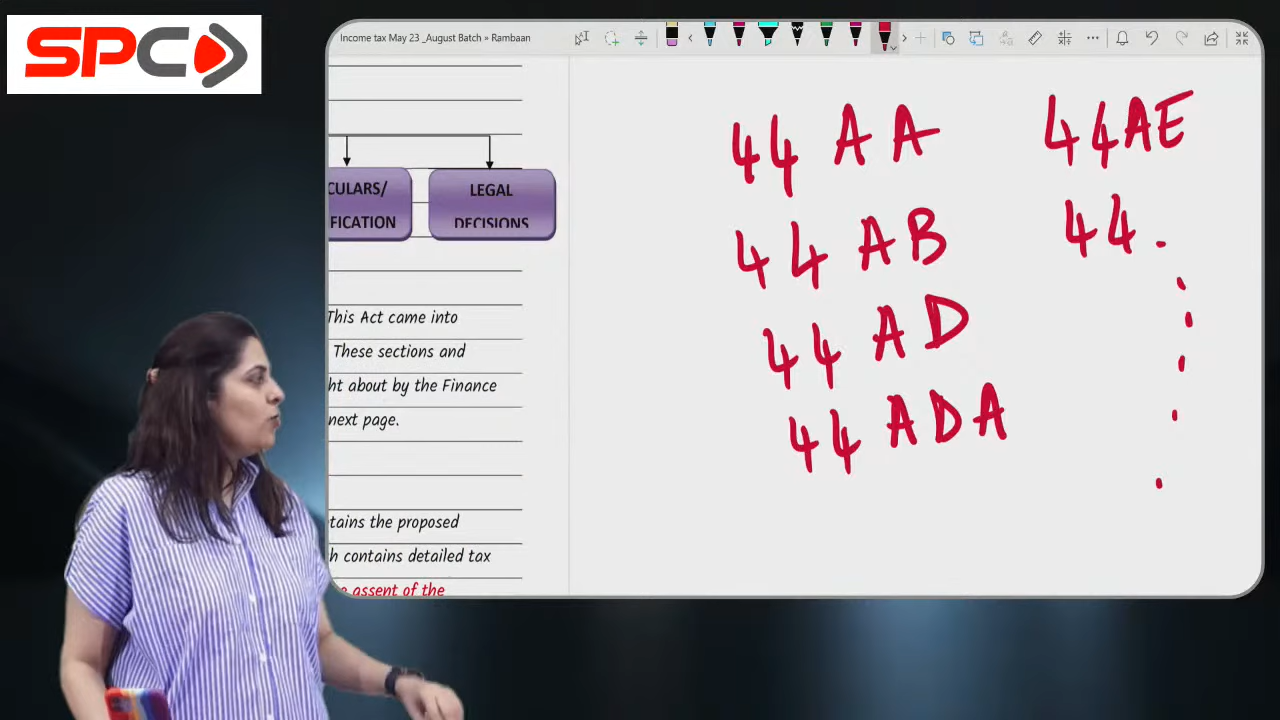 SPC
Income tax May 23 _August Batch » Rambaan
CULARS/
FICATION
LEGAL
DECISIONS
This Act came into
These sections and
ht about by the Finance
next page.
tains the proposed
h contains detailed tax
e assent of the
44 AA
44 AB
44 AD
44 ADA
44AE
44.